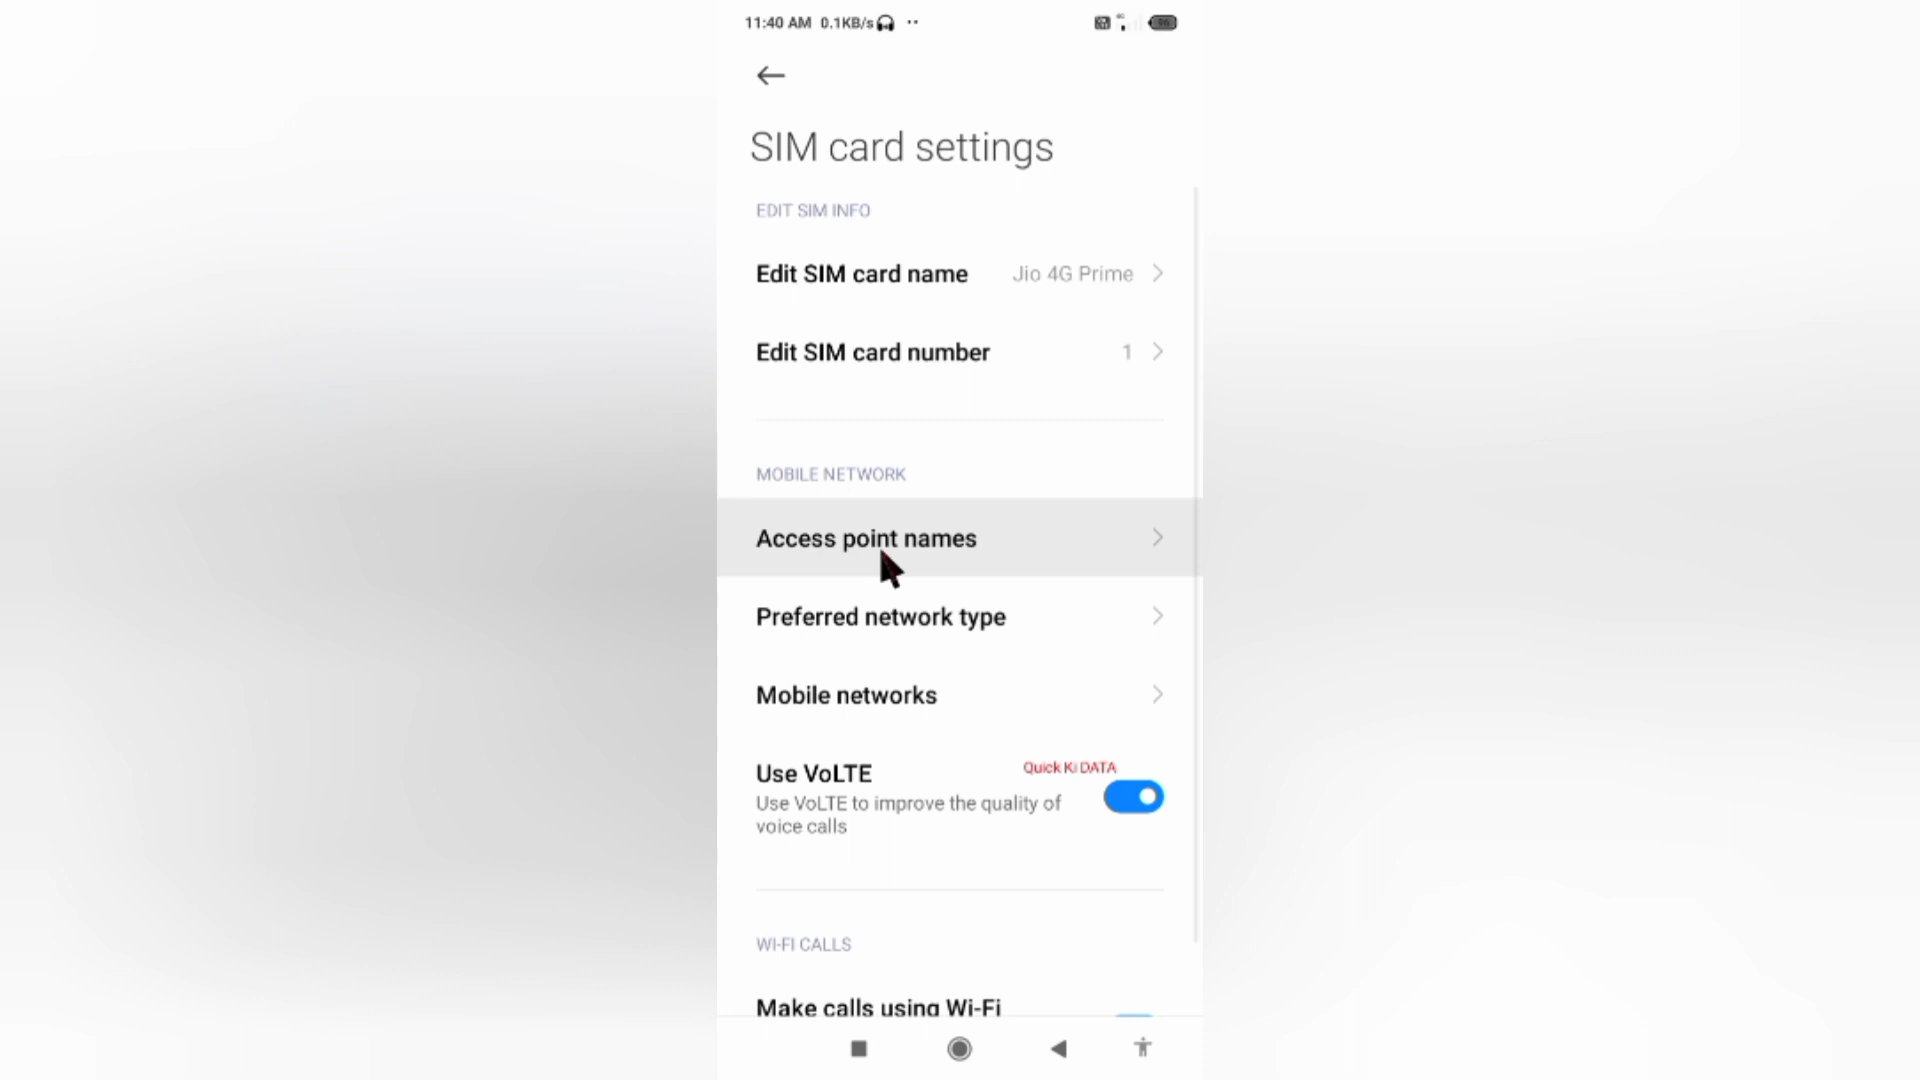 11:40 AM 0.1KB/s
SIM card settings
EDIT SIM INFO
Edit SIM card name Jio 4G Prime
Edit SIM card number 1
MOBILE NETWORK
Access point names
Preferred network type
Mobile networks
Use VoLTE Quick Ki DATA
Use VoLTE to improve the quality of
voice calls
WI-FI CALLS
Make calls using Wi-Fi